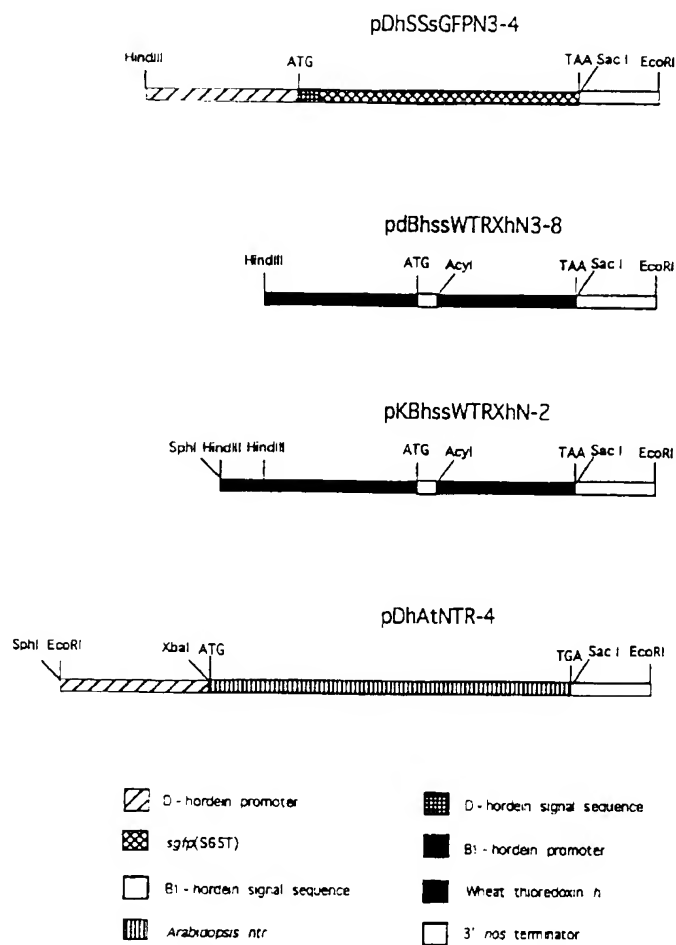 pDhSSsGFPN3-4
HindIII ATG TAA Sac I EcoRI
pdBhssWTRXhN3-8
HindIII ATG AcyI TAA Sac I EcoRI
pKBhssWTRXhN-2
SphI HindIII HindIII ATG AcyI TAA Sac I EcoRI
pDhAtNTR-4
SphI EcoRI XbaI ATG TGA Sac I EcoRI
D - hordein promoter
D - hordein signal sequence
sgfp(S65T)
B1 - hordein promoter
B1 - hordein signal sequence
Wheat thioredoxin h
Arabidopsis ntr
3' nos terminator